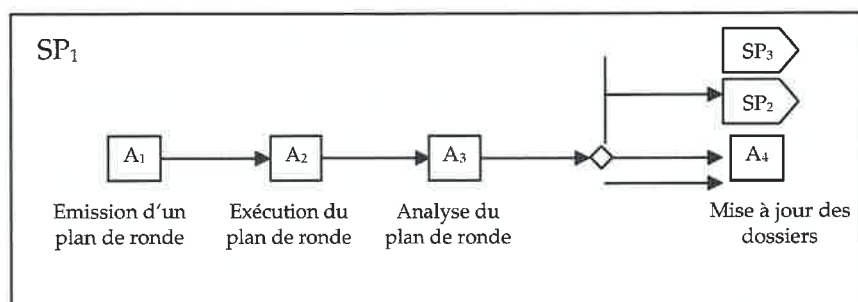 SP₁
SP₃
SP₂
A₁
A₂
A₃
A₄
Emission d'un
plan de ronde
Exécution du
plan de ronde
Analyse du
plan de ronde
Mise à jour des
dossiers